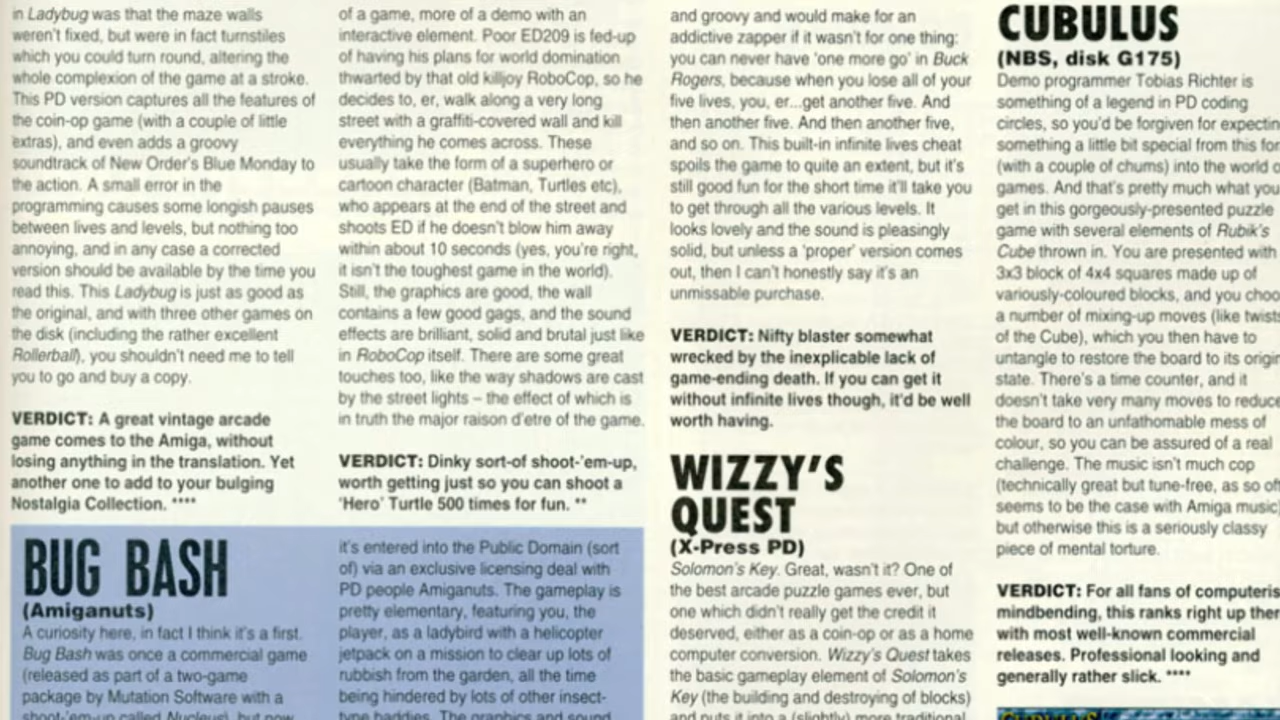 in Ladybug was that the maze walls
weren't fixed, but were in fact turnstiles
which you could turn round, altering the
whole complexion of the game at a stroke.
This PD version captures all the features of
the coin-op game (with a couple of little
extras), and even adds a groovy
soundtrack of New Order's Blue Monday to
the action. A small error in the
programming causes some longish pauses
between lives and levels, but nothing too
annoying, and in any case a corrected
version should be available by the time you
read this. This Ladybug is just as good as
the original, and with three other games on
the disk (including the rather excellent
Rollerball), you shouldn't need me to tell
you to go and buy a copy.
VERDICT: A great vintage arcade
game comes to the Amiga, without
losing anything in the translation. Yet
another one to add to your bulging
Nostalgia Collection. ****
of a game, more of a demo with an
interactive element. Poor ED209 is fed-up
of having his plans for world domination
thwarted by that old killjoy RoboCop, so he
decides to, er, walk along a very long
street with a graffiti-covered wall and kill
everything he comes across. These
usually take the form of a superhero or
cartoon character (Batman, Turtles etc),
who appears at the end of the street and
shoots ED if he doesn't blow him away
within about 10 seconds (yes, you're right,
it isn't the toughest game in the world).
Still, the graphics are good, the wall
contains a few good gags, and the sound
effects are brilliant, solid and brutal just like
in RoboCop itself. There are some great
touches too, like the way shadows are cast
by the street lights – the effect of which is
in truth the major raison d'etre of the game.
VERDICT: Dinky sort-of shoot-'em-up,
worth getting just so you can shoot a
'Hero' Turtle 500 times for fun. **
BUG BASH
(Amiganuts)
A curiosity here, in fact I think it's a first.
Bug Bash was once a commercial game
(released as part of a two-game
package by Mutation Software with a
shoot-'em-up called Nucleus), but now
it's entered into the Public Domain (sort
of) via an exclusive licensing deal with
PD people Amiganuts. The gameplay is
pretty elementary, featuring you, the
player, as a ladybird with a helicopter
jetpack on a mission to clear up lots of
rubbish from the garden, all the time
being hindered by lots of other insect-
type baddies. The graphics and sound
and groovy and would make for an
addictive zapper if it wasn't for one thing:
you can never have 'one more go' in Buck
Rogers, because when you lose all of your
five lives, you, er...get another five. And
then another five. And then another five,
and so on. This built-in infinite lives cheat
spoils the game to quite an extent, but it's
still good fun for the short time it'll take you
to get through all the various levels. It
looks lovely and the sound is pleasingly
solid, but unless a 'proper' version comes
out, then I can't honestly say it's an
unmissable purchase.
VERDICT: Nifty blaster somewhat
wrecked by the inexplicable lack of
game-ending death. If you can get it
without infinite lives though, it'd be well
worth having.
WIZZY'S
QUEST
(X-Press PD)
Solomon's Key. Great, wasn't it? One of
the best arcade puzzle games ever, but
one which didn't really get the credit it
deserved, either as a coin-op or as a home
computer conversion. Wizzy's Quest takes
the basic gameplay element of Solomon's
Key (the building and destroying of blocks)
and puts it into a (slightly) more traditional
CUBULUS
(NBS, disk G175)
Demo programmer Tobias Richter is
something of a legend in PD coding
circles, so you'd be forgiven for expectin
something a little bit special from this for
(with a couple of chums) into the world o
games. And that's pretty much what you
get in this gorgeously-presented puzzle
game with several elements of Rubik's
Cube thrown in. You are presented with
3x3 block of 4x4 squares made up of
variously-coloured blocks, and you choo
a number of mixing-up moves (like twists
of the Cube), which you then have to
untangle to restore the board to its origin
state. There's a time counter, and it
doesn't take very many moves to reduce
the board to an unfathomable mess of
colour, so you can be assured of a real
challenge. The music isn't much cop
(technically great but tune-free, as so oft
seems to be the case with Amiga music)
but otherwise this is a seriously classy
piece of mental torture.
VERDICT: For all fans of computeris
mindbending, this ranks right up ther
with most well-known commercial
releases. Professional looking and
generally rather slick. ****
CUBULUS